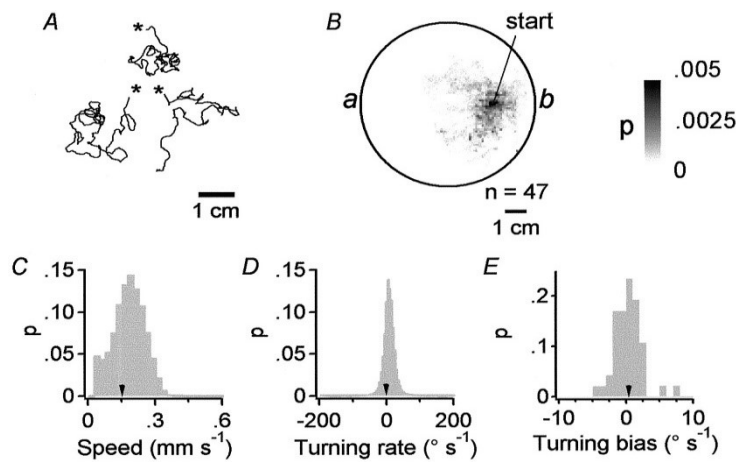 A
*
* *
1 cm
B
start
a b
n = 47
1 cm
p
.005
.0025
0
C
p
.15
.10
.05
0
0 .3 .6
Speed (mm s⁻¹)
D
p
.15
.10
.05
0
-200 0 200
Turning rate (° s⁻¹)
E
p
.2
.1
0
-10 0 10
Turning bias (° s⁻¹)